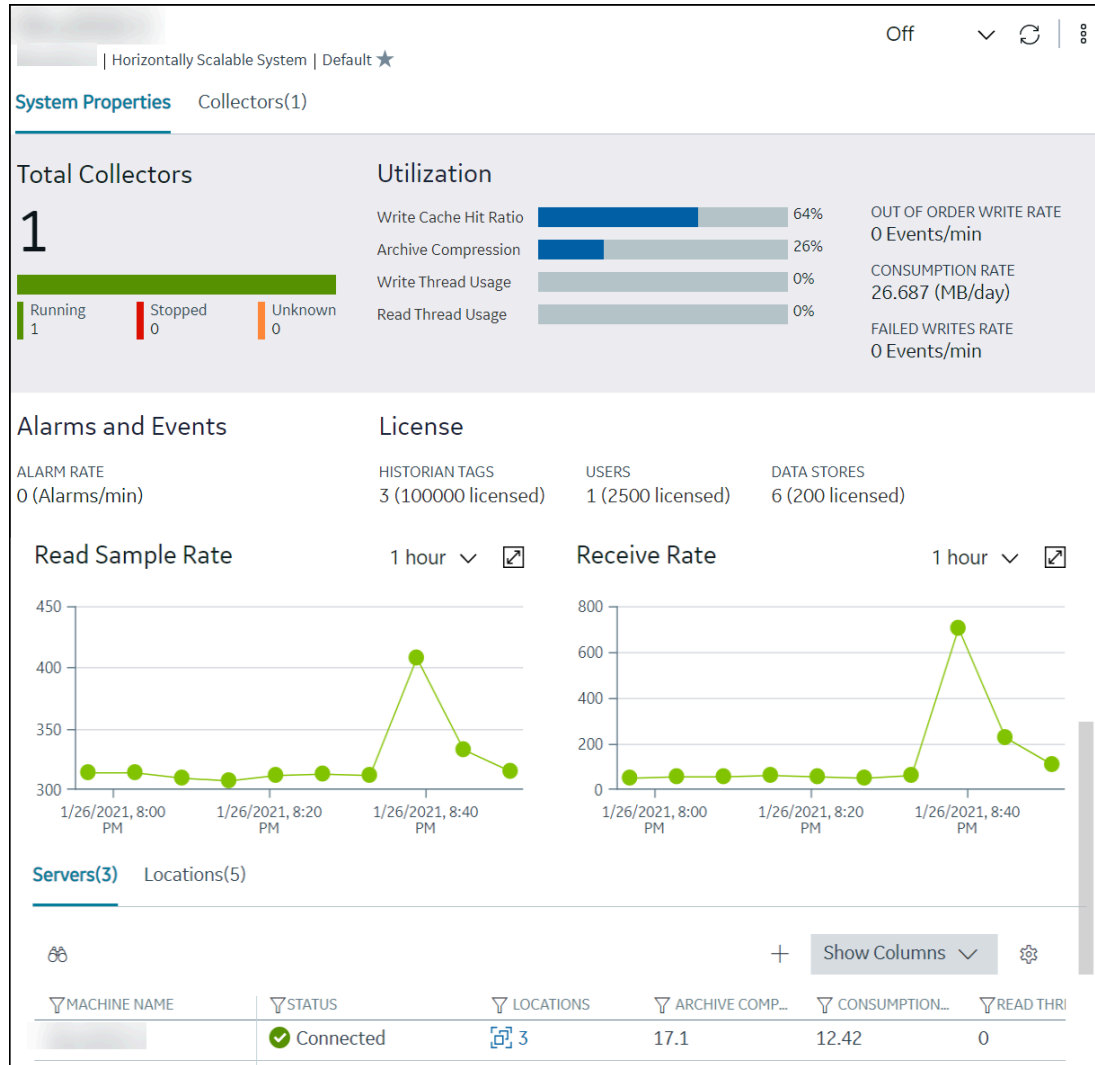 Off
| Horizontally Scalable System | Default
System Properties Collectors(1)
Total Collectors
1
Running
1
Stopped
0
Unknown
0
Utilization
Write Cache Hit Ratio 64%
Archive Compression 26%
Write Thread Usage 0%
Read Thread Usage 0%
OUT OF ORDER WRITE RATE
0 Events/min
CONSUMPTION RATE
26.687 (MB/day)
FAILED WRITES RATE
0 Events/min
Alarms and Events
ALARM RATE
0 (Alarms/min)
License
HISTORIAN TAGS
3 (100000 licensed)
USERS
1 (2500 licensed)
DATA STORES
6 (200 licensed)
Read Sample Rate 1 hour
450
400
350
300
1/26/2021, 8:00
PM
1/26/2021, 8:20
PM
1/26/2021, 8:40
PM
Receive Rate 1 hour
800
600
400
200
0
1/26/2021, 8:00
PM
1/26/2021, 8:20
PM
1/26/2021, 8:40
PM
Servers(3) Locations(5)
Show Columns
MACHINE NAME STATUS LOCATIONS ARCHIVE COMP... CONSUMPTION... READ THRE
Connected 3 17.1 12.42 0